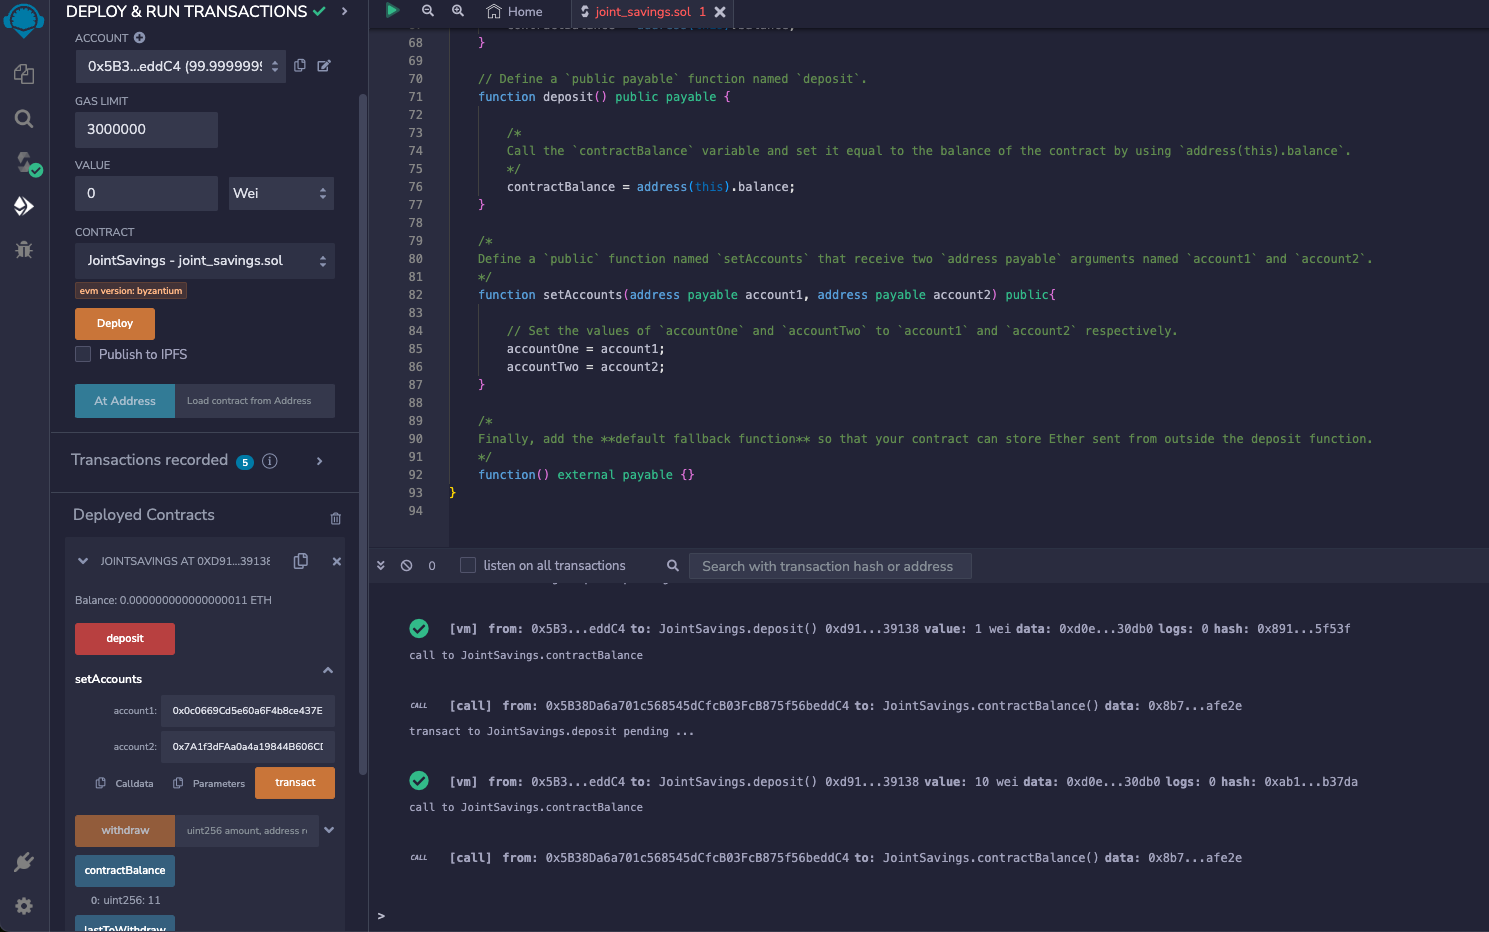 DEPLOY & RUN TRANSACTIONS
ACCOUNT
0x5B3...eddC4 (99.9999999
GAS LIMIT
3000000
VALUE
0
Wei
CONTRACT
JointSavings - joint_savings.sol
evm version: byzantium
Deploy
Publish to IPFS
At Address
Load contract from Address
Transactions recorded 5 i
Deployed Contracts
JOINTSAVINGS AT 0XD91...39138
Balance: 0.000000000000000011 ETH
deposit
setAccounts
account1: 0x0c0669Cd5e60a6F4b8ce437E
account2: 0x7A1f3dFAa0a4a19844B606CD
Calldata Parameters transact
withdraw uint256 amount, address re
contractBalance
0: uint256: 11
lastToWithdraw
Home
joint_savings.sol 1
68 }
69
70 // Define a `public payable` function named `deposit`.
71 function deposit() public payable {
72
73 /*
74 Call the `contractBalance` variable and set it equal to the balance of the contract by using `address(this).balance`.
75 */
76 contractBalance = address(this).balance;
77 }
78
79 /*
80 Define a `public` function named `setAccounts` that receive two `address payable` arguments named `account1` and `account2`.
81 */
82 function setAccounts(address payable account1, address payable account2) public{
83
84 // Set the values of `accountOne` and `accountTwo` to `account1` and `account2` respectively.
85 accountOne = account1;
86 accountTwo = account2;
87 }
88
89 /*
90 Finally, add the **default fallback function** so that your contract can store Ether sent from outside the deposit function.
91 */
92 function() external payable {}
93 }
94
0 listen on all transactions Search with transaction hash or address
[vm] from: 0x5B3...eddC4 to: JointSavings.deposit() 0xd91...39138 value: 1 wei data: 0xd0e...30db0 logs: 0 hash: 0x891...5f53f
call to JointSavings.contractBalance
CALL [call] from: 0x5B38Da6a701c568545dCfcB03FcB875f56beddC4 to: JointSavings.contractBalance() data: 0x8b7...afe2e
transact to JointSavings.deposit pending ...
[vm] from: 0x5B3...eddC4 to: JointSavings.deposit() 0xd91...39138 value: 10 wei data: 0xd0e...30db0 logs: 0 hash: 0xab1...b37da
call to JointSavings.contractBalance
CALL [call] from: 0x5B38Da6a701c568545dCfcB03FcB875f56beddC4 to: JointSavings.contractBalance() data: 0x8b7...afe2e
>